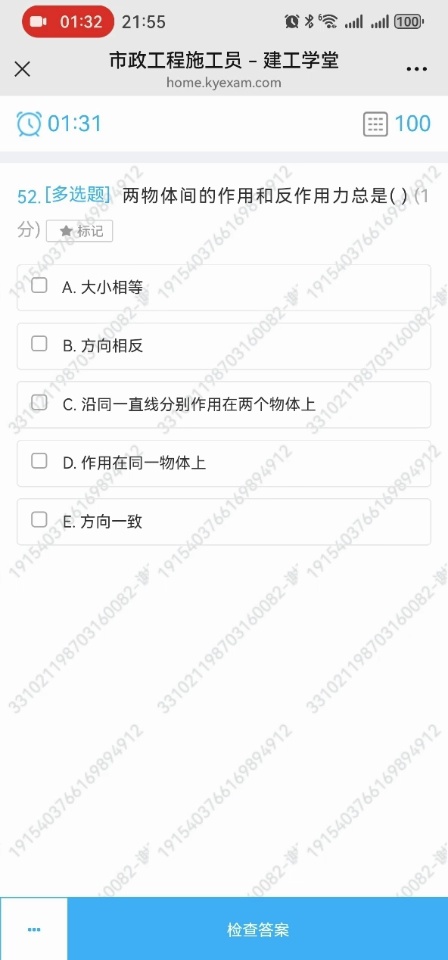 01:32 21:55 6 100
市政工程施工员 – 建工学堂
home.kyexam.com
01:31 100
52. [多选题] 两物体间的作用和反作用力总是( ) (1
分) ★ 标记
A. 大小相等
B. 方向相反
C. 沿同一直线分别作用在两个物体上
D. 作用在同一物体上
E. 方向一致
检查答案